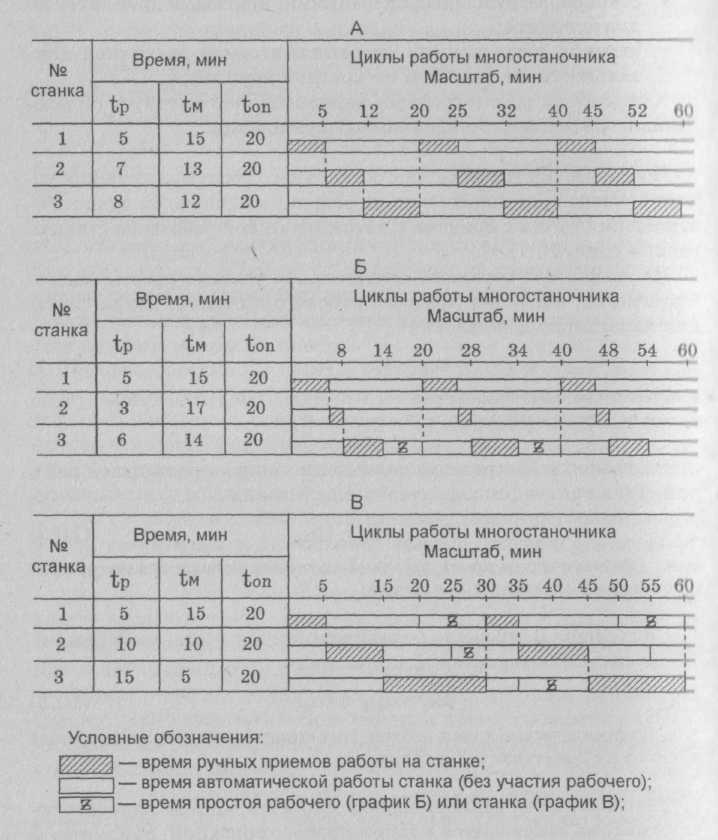 А
№ станка | Время, мин | Циклы работы многостаночника Масштаб, мин
tр | tм | tоп | 5 12 20 25 32 40 45 52 60
1 | 5 | 15 | 20
2 | 7 | 13 | 20
3 | 8 | 12 | 20
Б
№ станка | Время, мин | Циклы работы многостаночника Масштаб, мин
tр | tм | tоп | 8 14 20 28 34 40 48 54 60
1 | 5 | 15 | 20
2 | 3 | 17 | 20
3 | 6 | 14 | 20
В
№ станка | Время, мин | Циклы работы многостаночника Масштаб, мин
tр | tм | tоп | 5 15 25 30 35 45 50 55 60
1 | 5 | 15 | 20
2 | 10 | 10 | 20
3 | 15 | 5 | 20
Условные обозначения:
— время ручных приемов работы на станке;
— время автоматической работы станка (без участия рабочего);
— время простоя рабочего (график Б) или станка (график В);